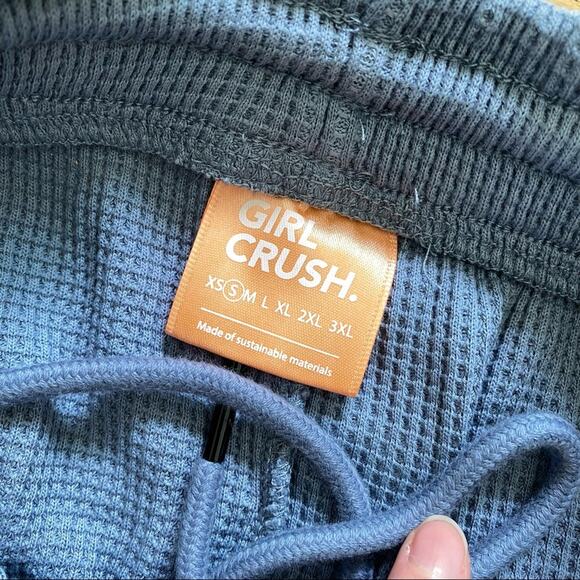 GIRL
CRUSH.
XS S M L XL 2XL 3XL
Made of sustainable materials